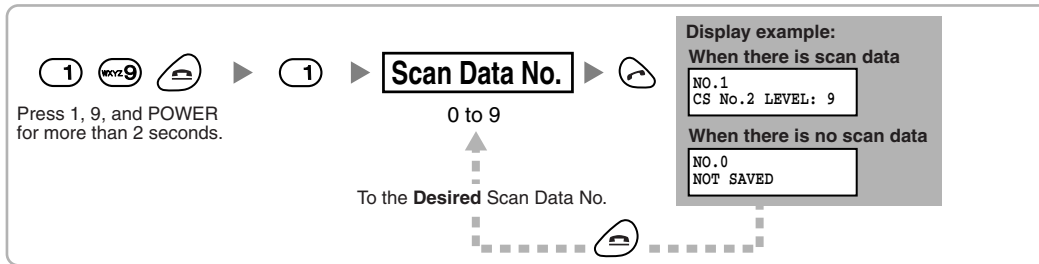 1) wxyz9) 1) Scan Data No.
Press 1, 9, and POWER
for more than 2 seconds.
0 to 9
To the Desired Scan Data No.
Display example:
When there is scan data
NO.1
CS No.2 LEVEL: 9
When there is no scan data
NO.0
NOT SAVED